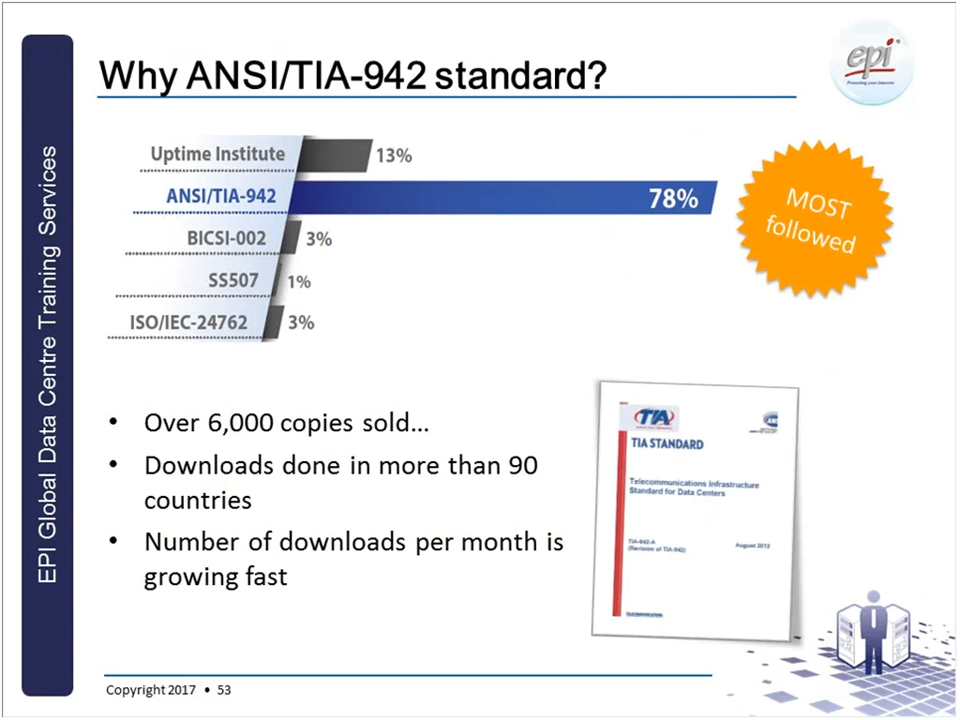 Why ANSI/TIA-942 standard?
epi
EPI Global Data Centre Training Services
Uptime Institute 13%
ANSI/TIA-942 78%
BICSI-002 3%
SS507 1%
ISO/IEC-24762 3%
MOST
followed
• Over 6,000 copies sold...
• Downloads done in more than 90
countries
• Number of downloads per month is
growing fast
TIA
TIA STANDARD
Telecommunications Infrastructure
Standard for Data Centers
TIA-942-A
(Revision of TIA-942)
August 2012
Copyright 2017 • 53